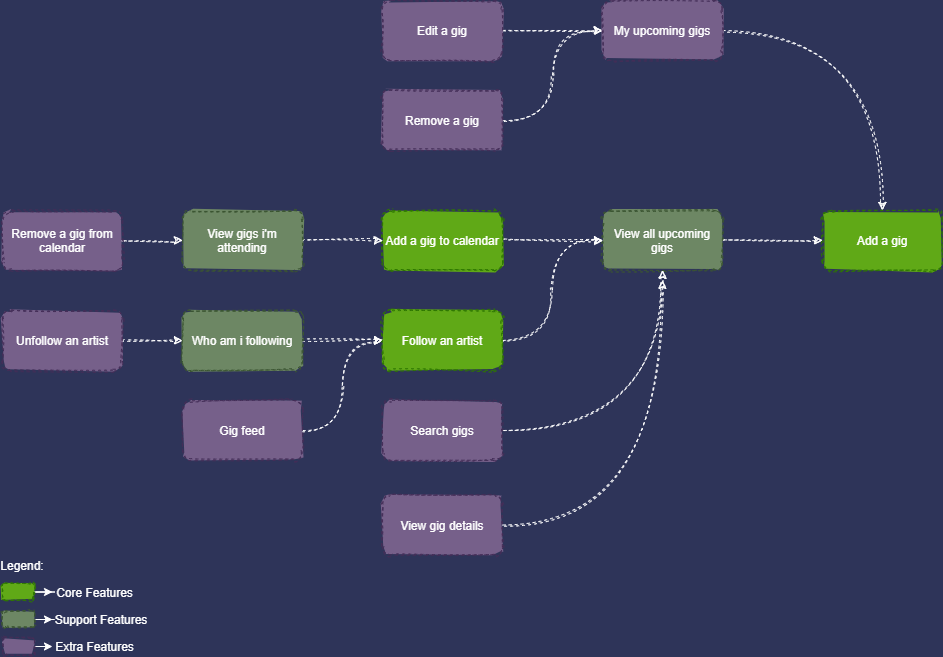 Edit a gig
My upcoming gigs
Remove a gig
Remove a gig from
calendar
View gigs i'm
attending
Add a gig to calendar
View all upcoming
gigs
Add a gig
Unfollow an artist
Who am i following
Follow an artist
Gig feed
Search gigs
View gig details
Legend:
Core Features
Support Features
Extra Features